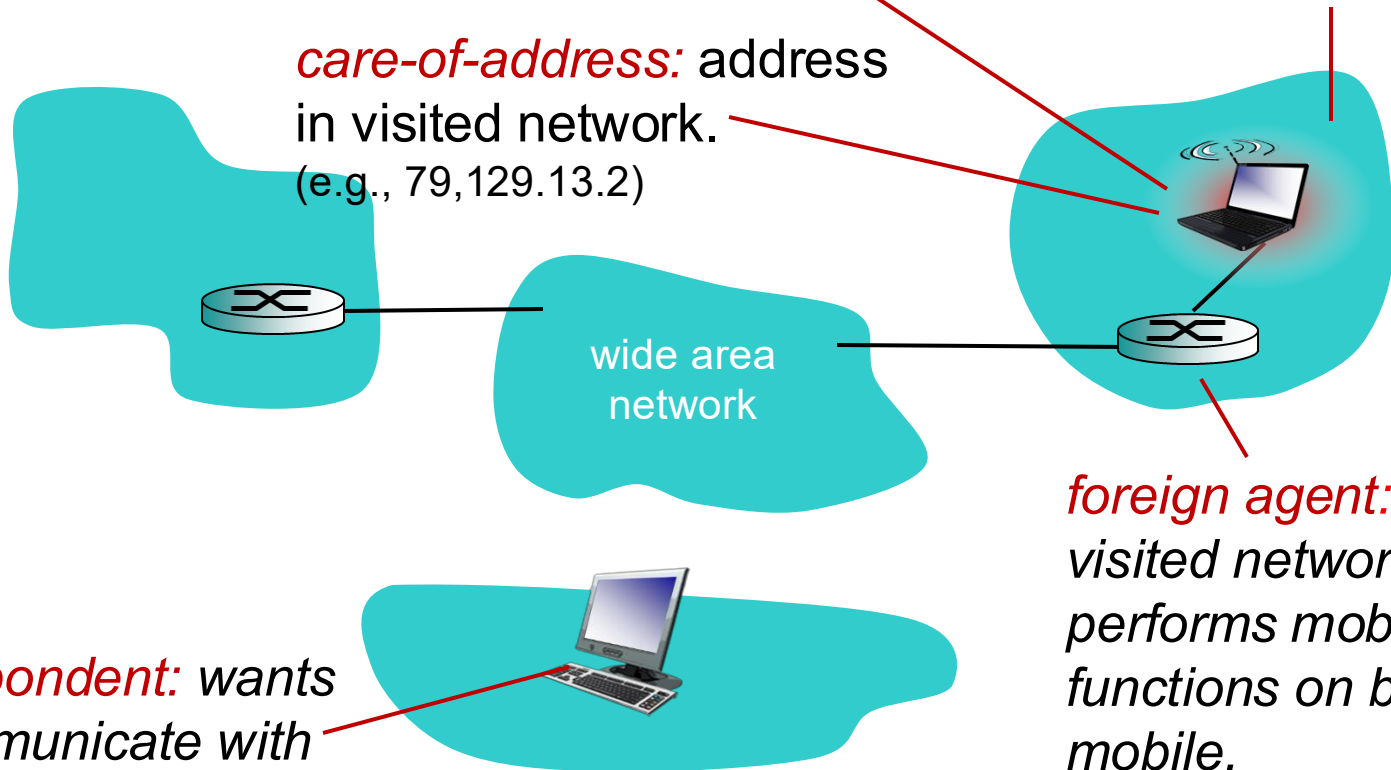 care-of-address: address
in visited network.
(e.g., 79,129.13.2)
wide area
network
foreign agent:
visited networ
performs mob
functions on b
mobile.
pondent: wants
municate with